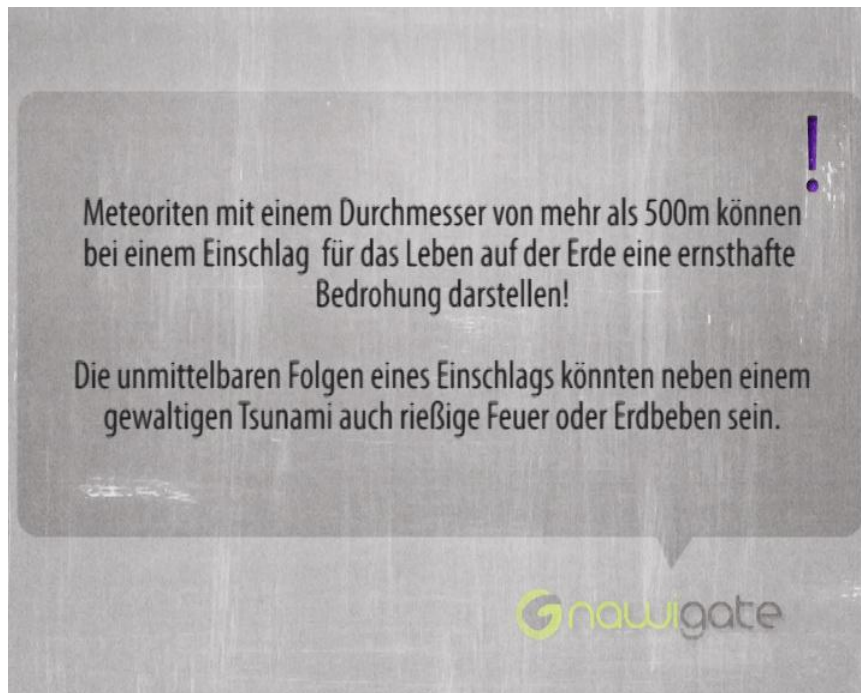 !
Meteoriten mit einem Durchmesser von mehr als 500m können
bei einem Einschlag für das Leben auf der Erde eine ernsthafte
Bedrohung darstellen!
Die unmittelbaren Folgen eines Einschlags könnten neben einem
gewaltigen Tsunami auch rießige Feuer oder Erdbeben sein.
Gnawigate